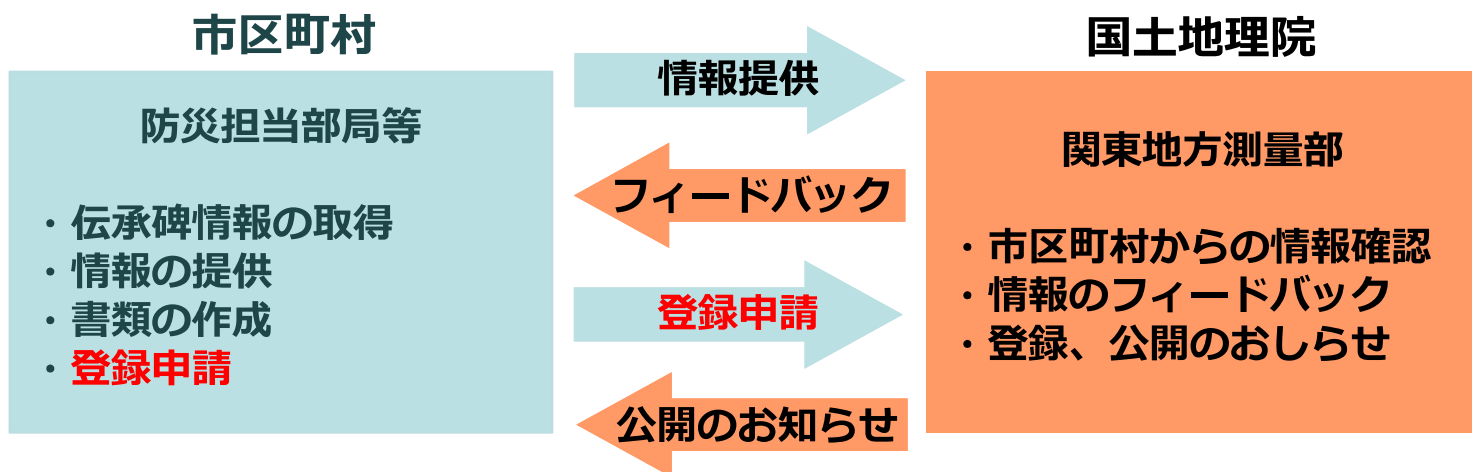 市区町村
防災担当部局等
・伝承碑情報の取得
・情報の提供
・書類の作成
・登録申請
情報提供
フィードバック
登録申請
公開のお知らせ
国土地理院
関東地方測量部
・市区町村からの情報確認
・情報のフィードバック
・登録、公開のおしらせ